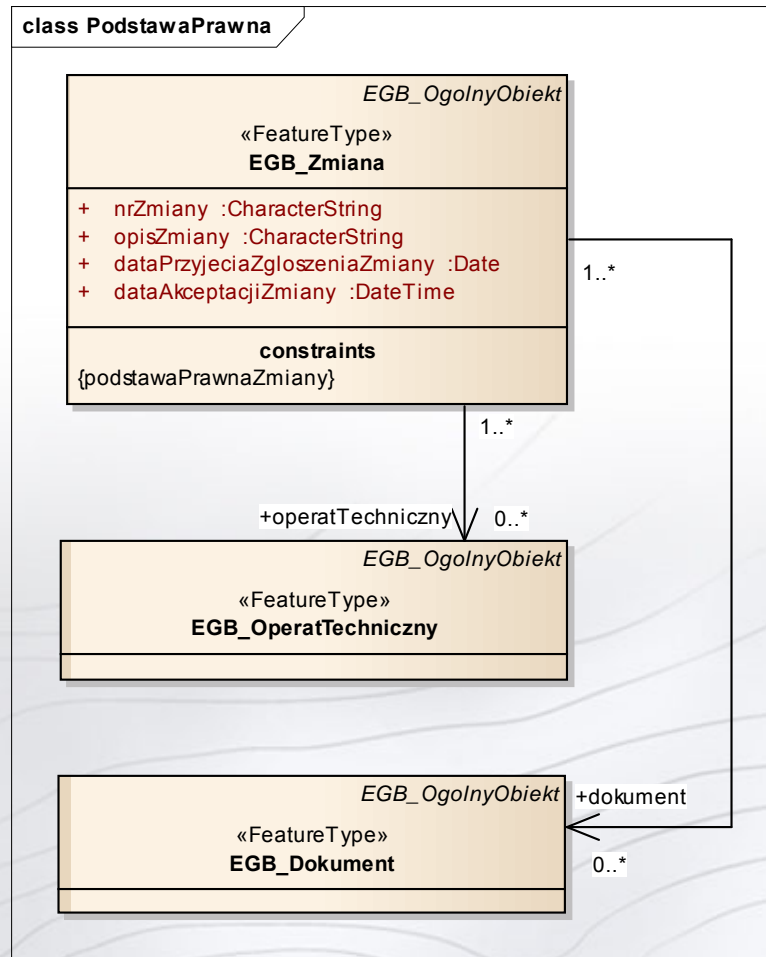 class PodstawaPrawna
EGB_OgolnyObiekt
«FeatureType»
EGB_Zmiana
+ nrZmiany :CharacterString
+ opisZmiany :CharacterString
+ dataPrzyjeciaZgloszeniaZmiany :Date
+ dataAkceptacjiZmiany :DateTime
constraints
{podstawaPrawnaZmiany}
1..*
1..*
+operatTechniczny
0..*
EGB_OgolnyObiekt
«FeatureType»
EGB_OperatTechniczny
EGB_OgolnyObiekt
«FeatureType»
EGB_Dokument
+dokument
0..*